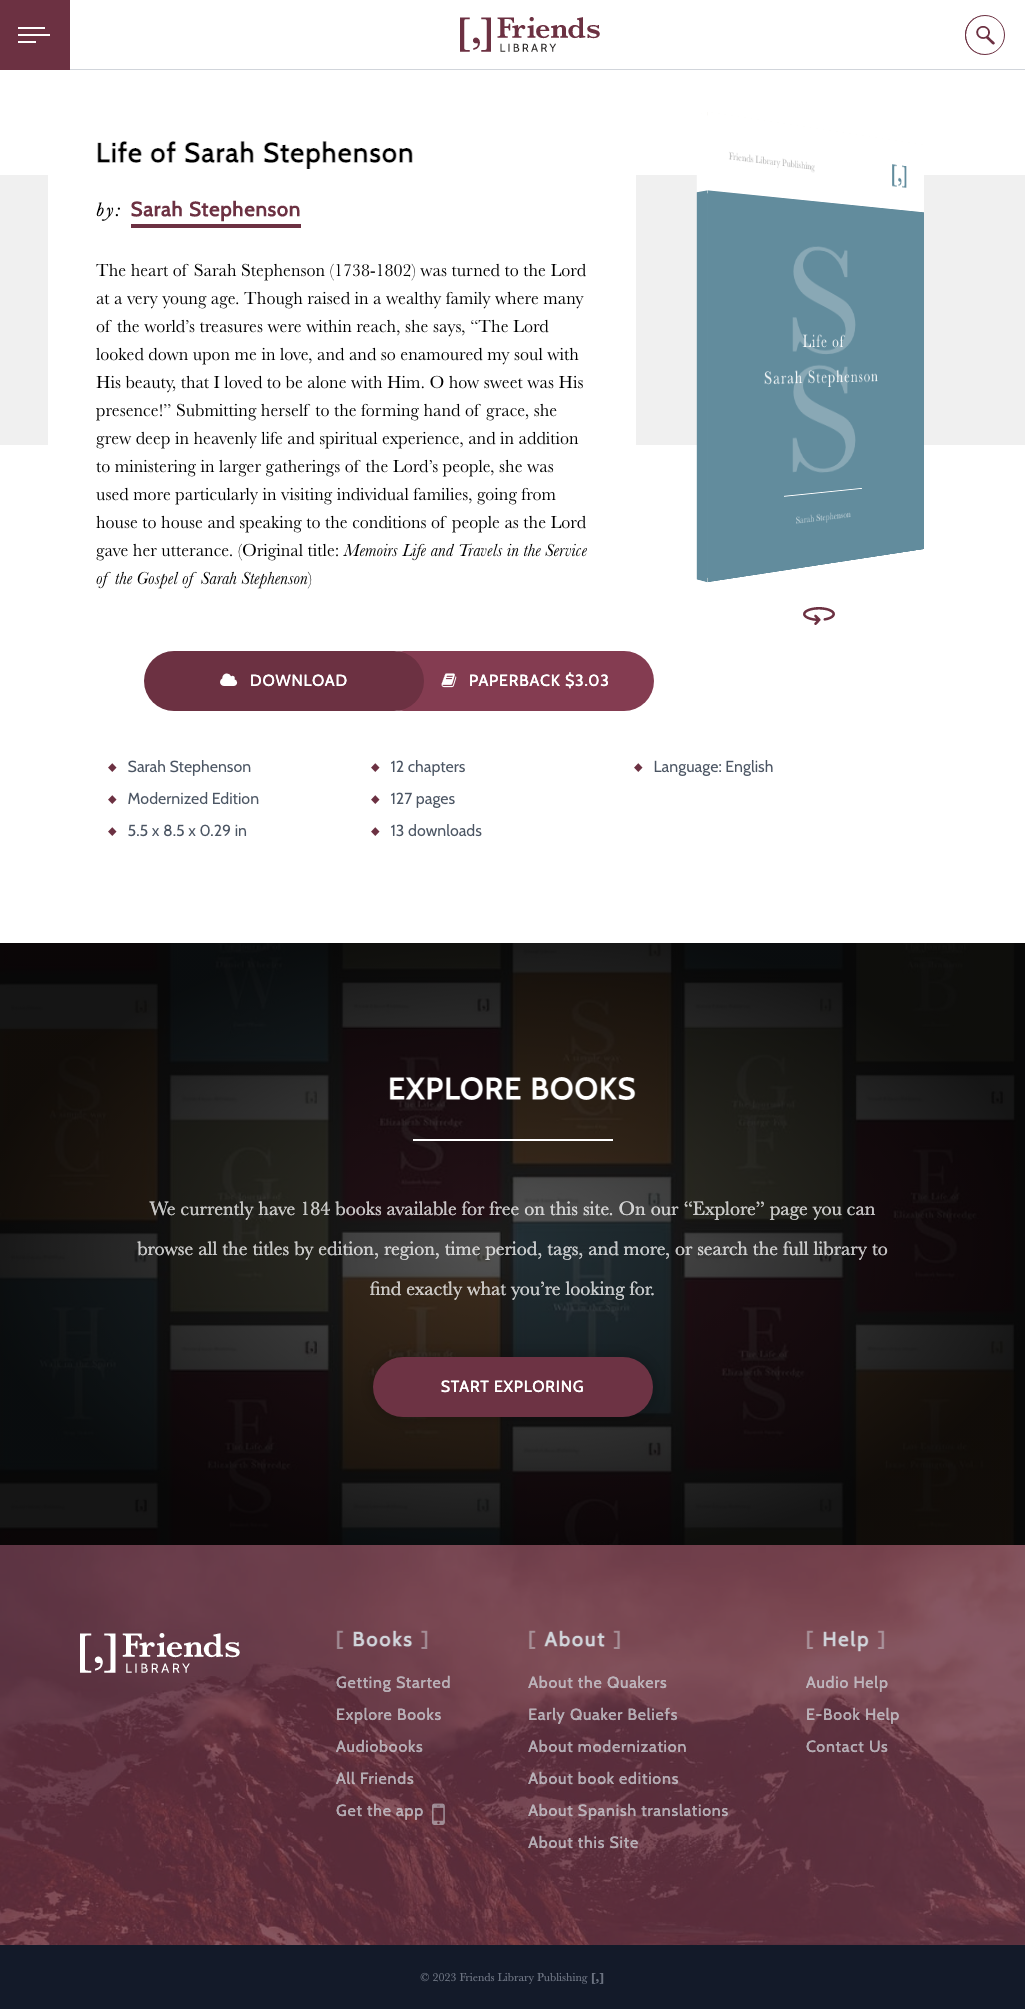 [,] Friends
LIBRARY
Life of Sarah Stephenson
by: Sarah Stephenson
The heart of Sarah Stephenson (1738-1802) was turned to the Lord
at a very young age. Though raised in a wealthy family where many
of the world’s treasures were within reach, she says, “The Lord
looked down upon me in love, and and so enamoured my soul with
His beauty, that I loved to be alone with Him. O how sweet was His
presence!” Submitting herself to the forming hand of grace, she
grew deep in heavenly life and spiritual experience, and in addition
to ministering in larger gatherings of the Lord’s people, she was
used more particularly in visiting individual families, going from
house to house and speaking to the conditions of people as the Lord
gave her utterance. (Original title: Memoirs Life and Travels in the Service
of the Gospel of Sarah Stephenson)
Friends Library Publishing
[,]
S
Life of
Sarah Stephenson
S
Sarah Stephenson
DOWNLOAD
PAPERBACK $3.03
Sarah Stephenson
Modernized Edition
5.5 x 8.5 x 0.29 in
12 chapters
127 pages
13 downloads
Language: English
EXPLORE BOOKS
We currently have 184 books available for free on this site. On our “Explore” page you can
browse all the titles by edition, region, time period, tags, and more, or search the full library to
find exactly what you’re looking for.
START EXPLORING
[,] Friends
LIBRARY
[ Books ]
Getting Started
Explore Books
Audiobooks
All Friends
Get the app
[ About ]
About the Quakers
Early Quaker Beliefs
About modernization
About book editions
About Spanish translations
About this Site
[ Help ]
Audio Help
E-Book Help
Contact Us
© 2023 Friends Library Publishing [,]